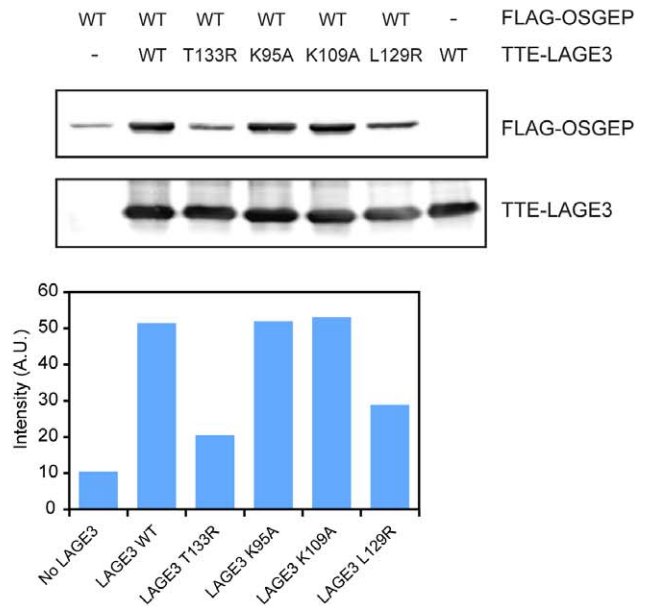 WT WT WT WT WT WT - FLAG-OSGEP
- WT T133R K95A K109A L129R WT TTE-LAGE3
FLAG-OSGEP
TTE-LAGE3
60
50
40
30
20
10
0
Intensity (A.U.)
No LAGE3
LAGE3 WT
LAGE3 T133R
LAGE3 K95A
LAGE3 K109A
LAGE3 L129R